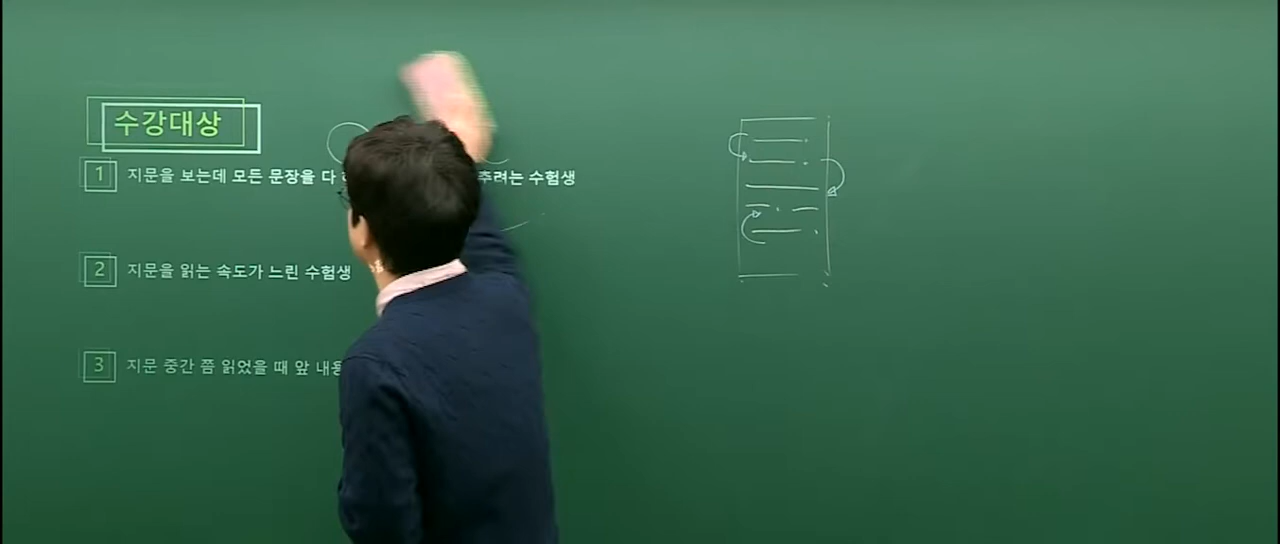 수강대상
1 지문을 보는데 모든 문장을 다 추려는 수험생
2 지문을 읽는 속도가 느린 수험생
3 지문 중간 쯤 읽었을 때 앞 내용